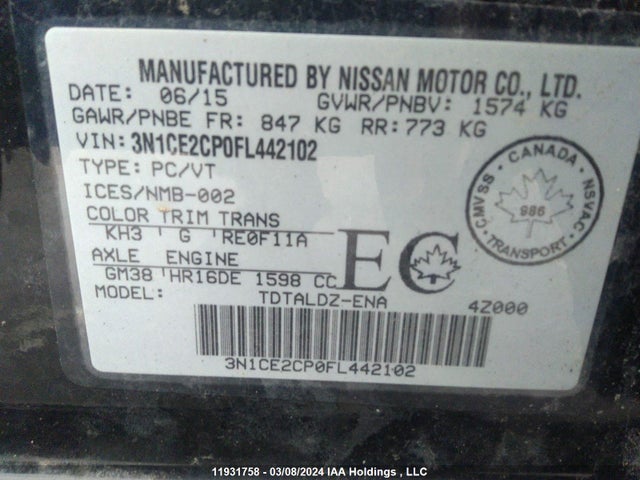 MANUFACTURED BY NISSAN MOTOR CO., LTD.
DATE: 06/15 GVWR/PNBV: 1574 KG
GAWR/PNBE FR: 847 KG RR: 773 KG
VIN: 3N1CE2CP0FL442102
TYPE: PC/VT
ICES/NMB-002
COLOR TRIM TRANS
KH3 ' G 'RE0F11A
AXLE ENGINE
GM38 'HR16DE 1598 CC
MODEL: TDTALDZ-ENA 4Z000
EC
CANADA
CMVSS
986
NSVAC
TRANSPORT
3N1CE2CP0FL442102
11931758 - 03/08/2024 IAA Holdings , LLC